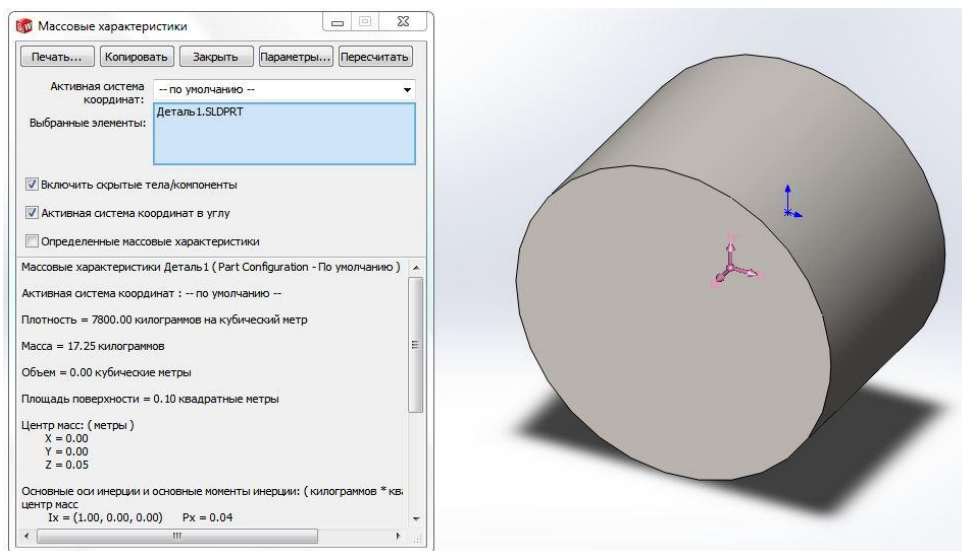 Массовые характеристики
Печать... Копировать Закрыть Параметры... Пересчитать
Активная система
координат:
-- по умолчанию --
Выбранные элементы:
Деталь1.SLDPRT
Включить скрытые тела/компоненты
Активная система координат в углу
Определенные массовые характеристики
Массовые характеристики Деталь1 ( Part Configuration - По умолчанию )
Активная система координат : -- по умолчанию --
Плотность = 7800.00 килограммов на кубический метр
Масса = 17.25 килограммов
Объем = 0.00 кубические метры
Площадь поверхности = 0.10 квадратные метры
Центр масс: ( метры )
X = 0.00
Y = 0.00
Z = 0.05
Основные оси инерции и основные моменты инерции: ( килограммов * ква
центр масс
Ix = (1.00, 0.00, 0.00) Px = 0.04